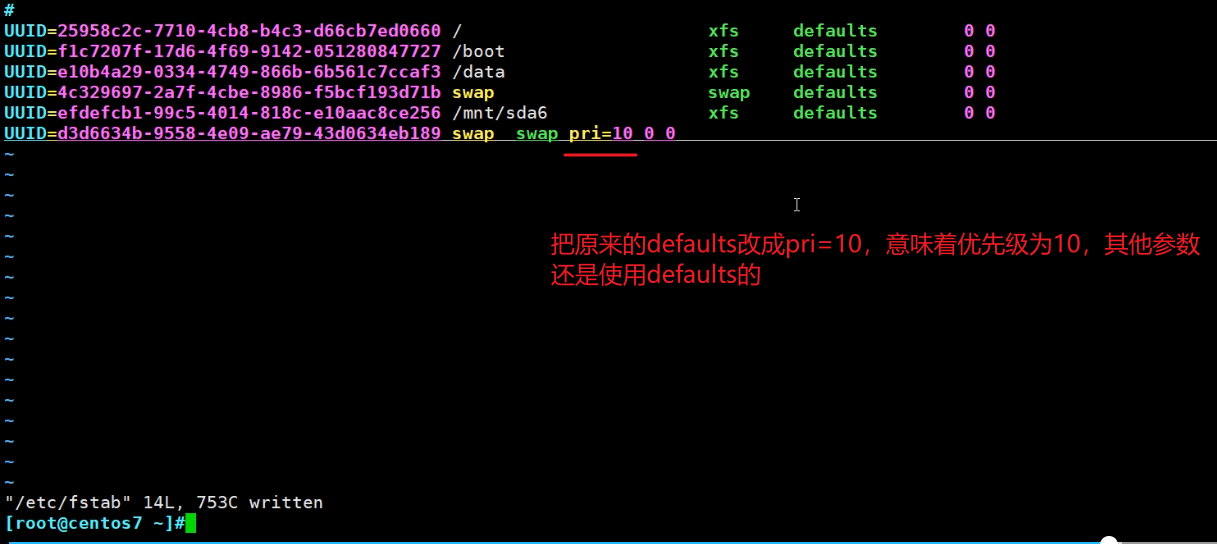 #
UUID=25958c2c-7710-4cb8-b4c3-d66cb7ed0660 / xfs defaults 0 0
UUID=f1c7207f-17d6-4f69-9142-051280847727 /boot xfs defaults 0 0
UUID=e10b4a29-0334-4749-866b-6b561c7ccaf3 /data xfs defaults 0 0
UUID=4c329697-2a7f-4cbe-8986-f5bcf193d71b swap swap defaults 0 0
UUID=efdefcb1-99c5-4014-818c-e10aac8ce256 /mnt/sda6 xfs defaults 0 0
UUID=d3d6634b-9558-4e09-ae79-43d0634eb189 swap swap pri=10 0 0
~
~
~
~
~
把原来的defaults改成pri=10，意味着优先级为10，其他参数
还是使用defaults的
~
~
~
~
~
~
~
~
~
~
~
~
"/etc/fstab" 14L, 753C written
[root@centos7 ~]#